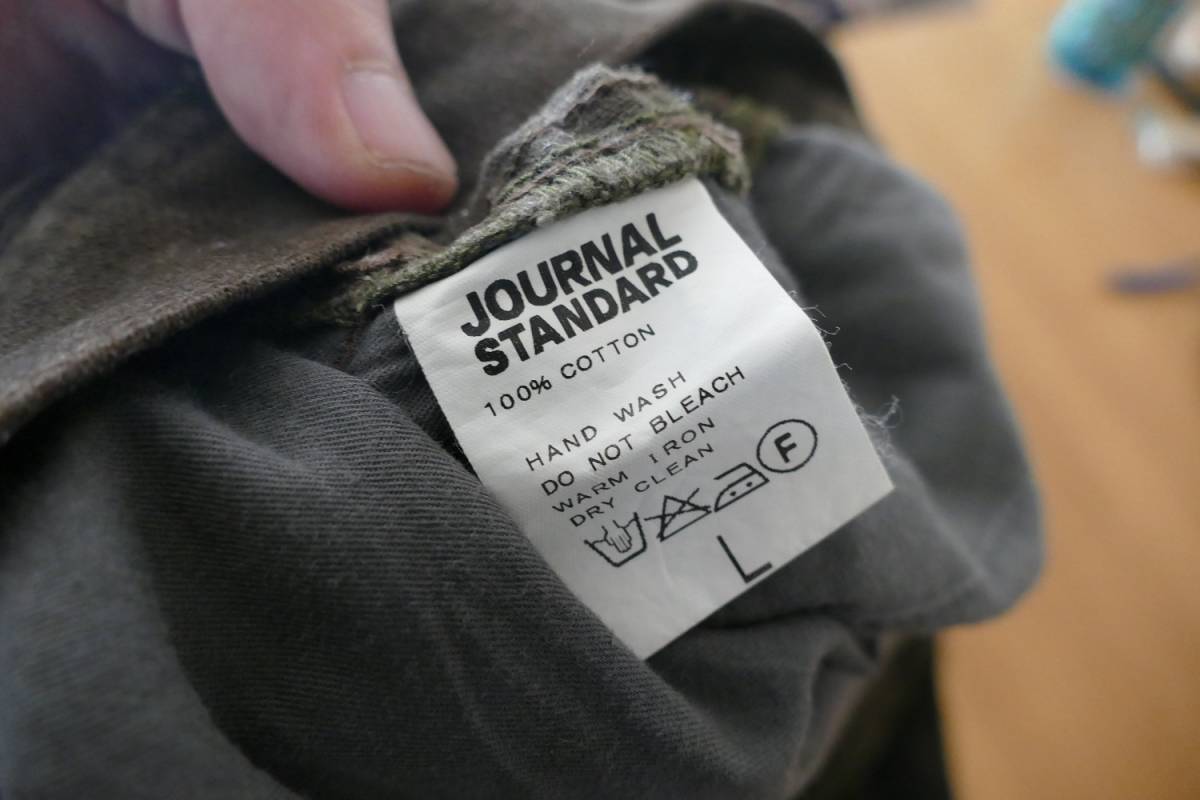 JOURNAL
STANDARD
100% COTTON
HAND WASH
DO NOT BLEACH
WARM IRON
DRY CLEAN
F
L